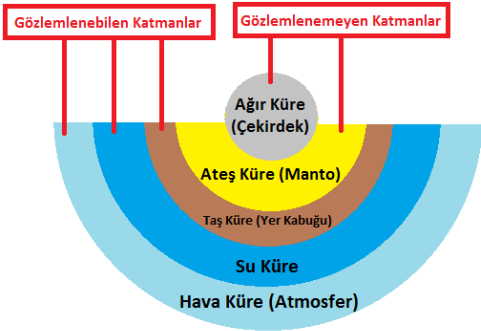 Gözlemlenebilen Katmanlar
Gözlemlenemeyen Katmanlar
Ağır Küre
(Çekirdek)
Ateş Küre (Manto)
Taş Küre (Yer Kabuğu)
Su Küre
Hava Küre (Atmosfer)